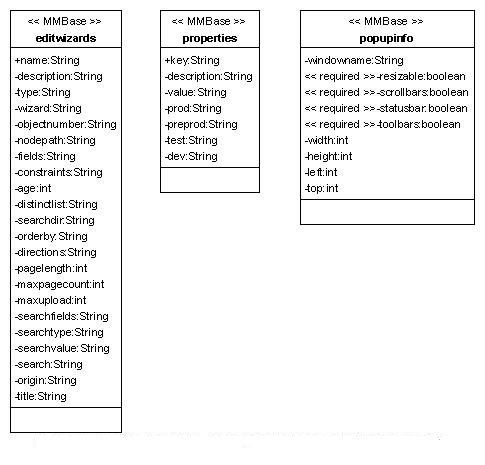 << MMBase >>
editwizards
+name:String
-description:String
-type:String
-wizard:String
-objectnumber:String
-nodepath:String
-fields:String
-constraints:String
-age:int
-distinctlist:String
-searchdir:String
-orderby:String
-directions:String
-pagelength:int
-maxpagecount:int
-maxupload:int
-searchfields:String
-searchtype:String
-searchvalue:String
-search:String
-origin:String
-title:String
<< MMBase >>
properties
+key:String
-description:String
-value:String
-prod:String
-preprod:String
-test:String
-dev:String
<< MMBase >>
popupinfo
-windowname:String
<< required >>-resizable:boolean
<< required >>-scrollbars:boolean
<< required >>-statusbar:boolean
<< required >>-toolbars:boolean
-width:int
-height:int
-left:int
-top:int